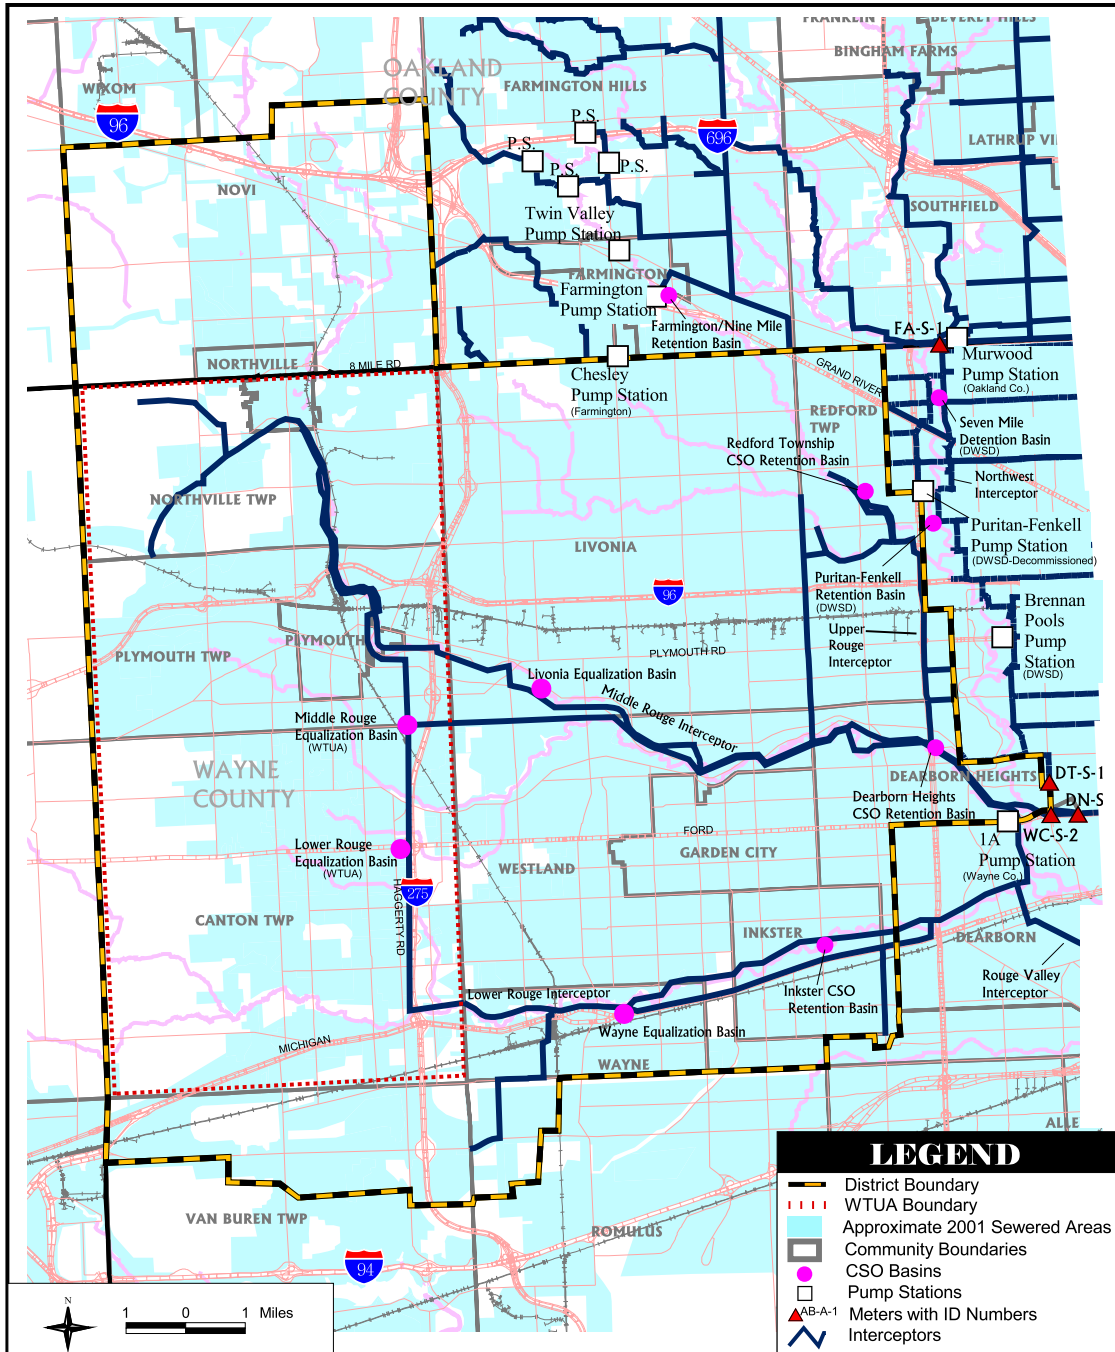 FRANKLIN
BEVERLY HILLS
BINGHAM FARMS
OAKLAND
COUNTY
WIXOM
FARMINGTON HILLS
96
696
P.S.
P.S.
P.S.
P.S.
LATHRUP VI
NOVI
SOUTHFIELD
Twin Valley
Pump Station
FARMINGTON
Farmington
Pump Station
Farmington/Nine Mile
Retention Basin
FA-S-1
Murwood
Pump Station
(Oakland Co.)
NORTHVILLE
8 MILE RD
Chesley
Pump Station
(Farmington)
GRAND RIVER
REDFORD
TWP
Seven Mile
Detention Basin
(DWSD)
Redford Township
CSO Retention Basin
Northwest
Interceptor
NORTHVILLE TWP
LIVONIA
Puritan-Fenkell
Pump Station
(DWSD-Decommissioned)
Puritan-Fenkell
Retention Basin
(DWSD)
96
Brennan
Pools
Pump
Station
(DWSD)
Upper
Rouge
Interceptor
PLYMOUTH
PLYMOUTH TWP
PLYMOUTH RD
Livonia Equalization Basin
Middle Rouge Interceptor
Middle Rouge
Equalization Basin
(WTUA)
WAYNE
COUNTY
DEARBORN HEIGHTS
DT-S-1
Dearborn Heights
CSO Retention Basin
DN-S
WC-S-2
1A
Pump Station
(Wayne Co.)
FORD
GARDEN CITY
Lower Rouge
Equalization Basin
(WTUA)
WESTLAND
275
HAGGERTY RD
CANTON TWP
INKSTER
DEARBORN
Rouge Valley
Interceptor
Inkster CSO
Retention Basin
Lower Rouge Interceptor
Wayne Equalization Basin
MICHIGAN
WAYNE
ALLE
VAN BUREN TWP
ROMULUS
94
N
1 0 1 Miles
LEGEND
District Boundary
WTUA Boundary
Approximate 2001 Sewered Areas
Community Boundaries
CSO Basins
Pump Stations
AB-A-1 Meters with ID Numbers
Interceptors